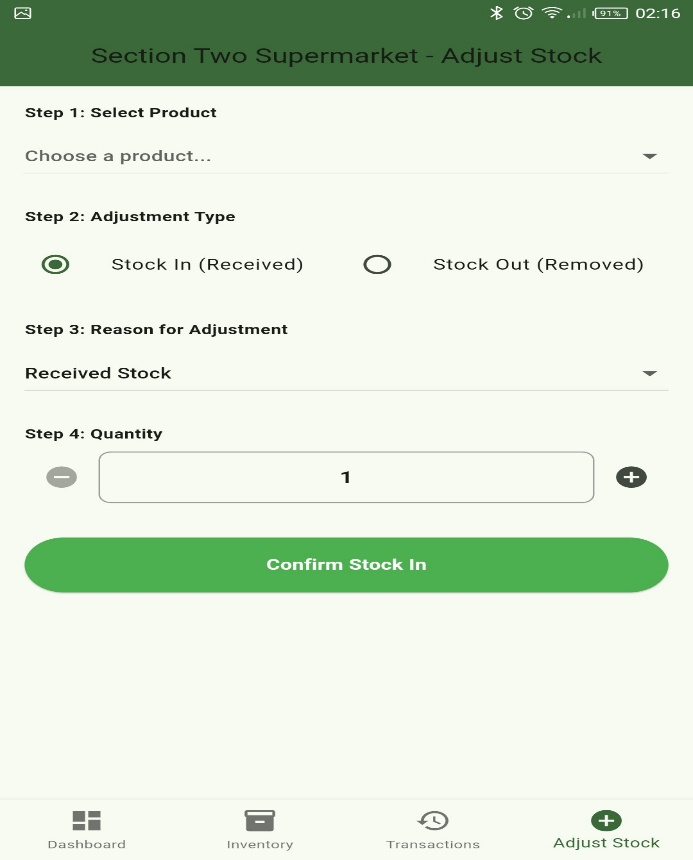 91% 02:16
Section Two Supermarket - Adjust Stock
Step 1: Select Product
Choose a product...
Step 2: Adjustment Type
Stock In (Received) Stock Out (Removed)
Step 3: Reason for Adjustment
Received Stock
Step 4: Quantity
1
Confirm Stock In
Dashboard Inventory Transactions Adjust Stock